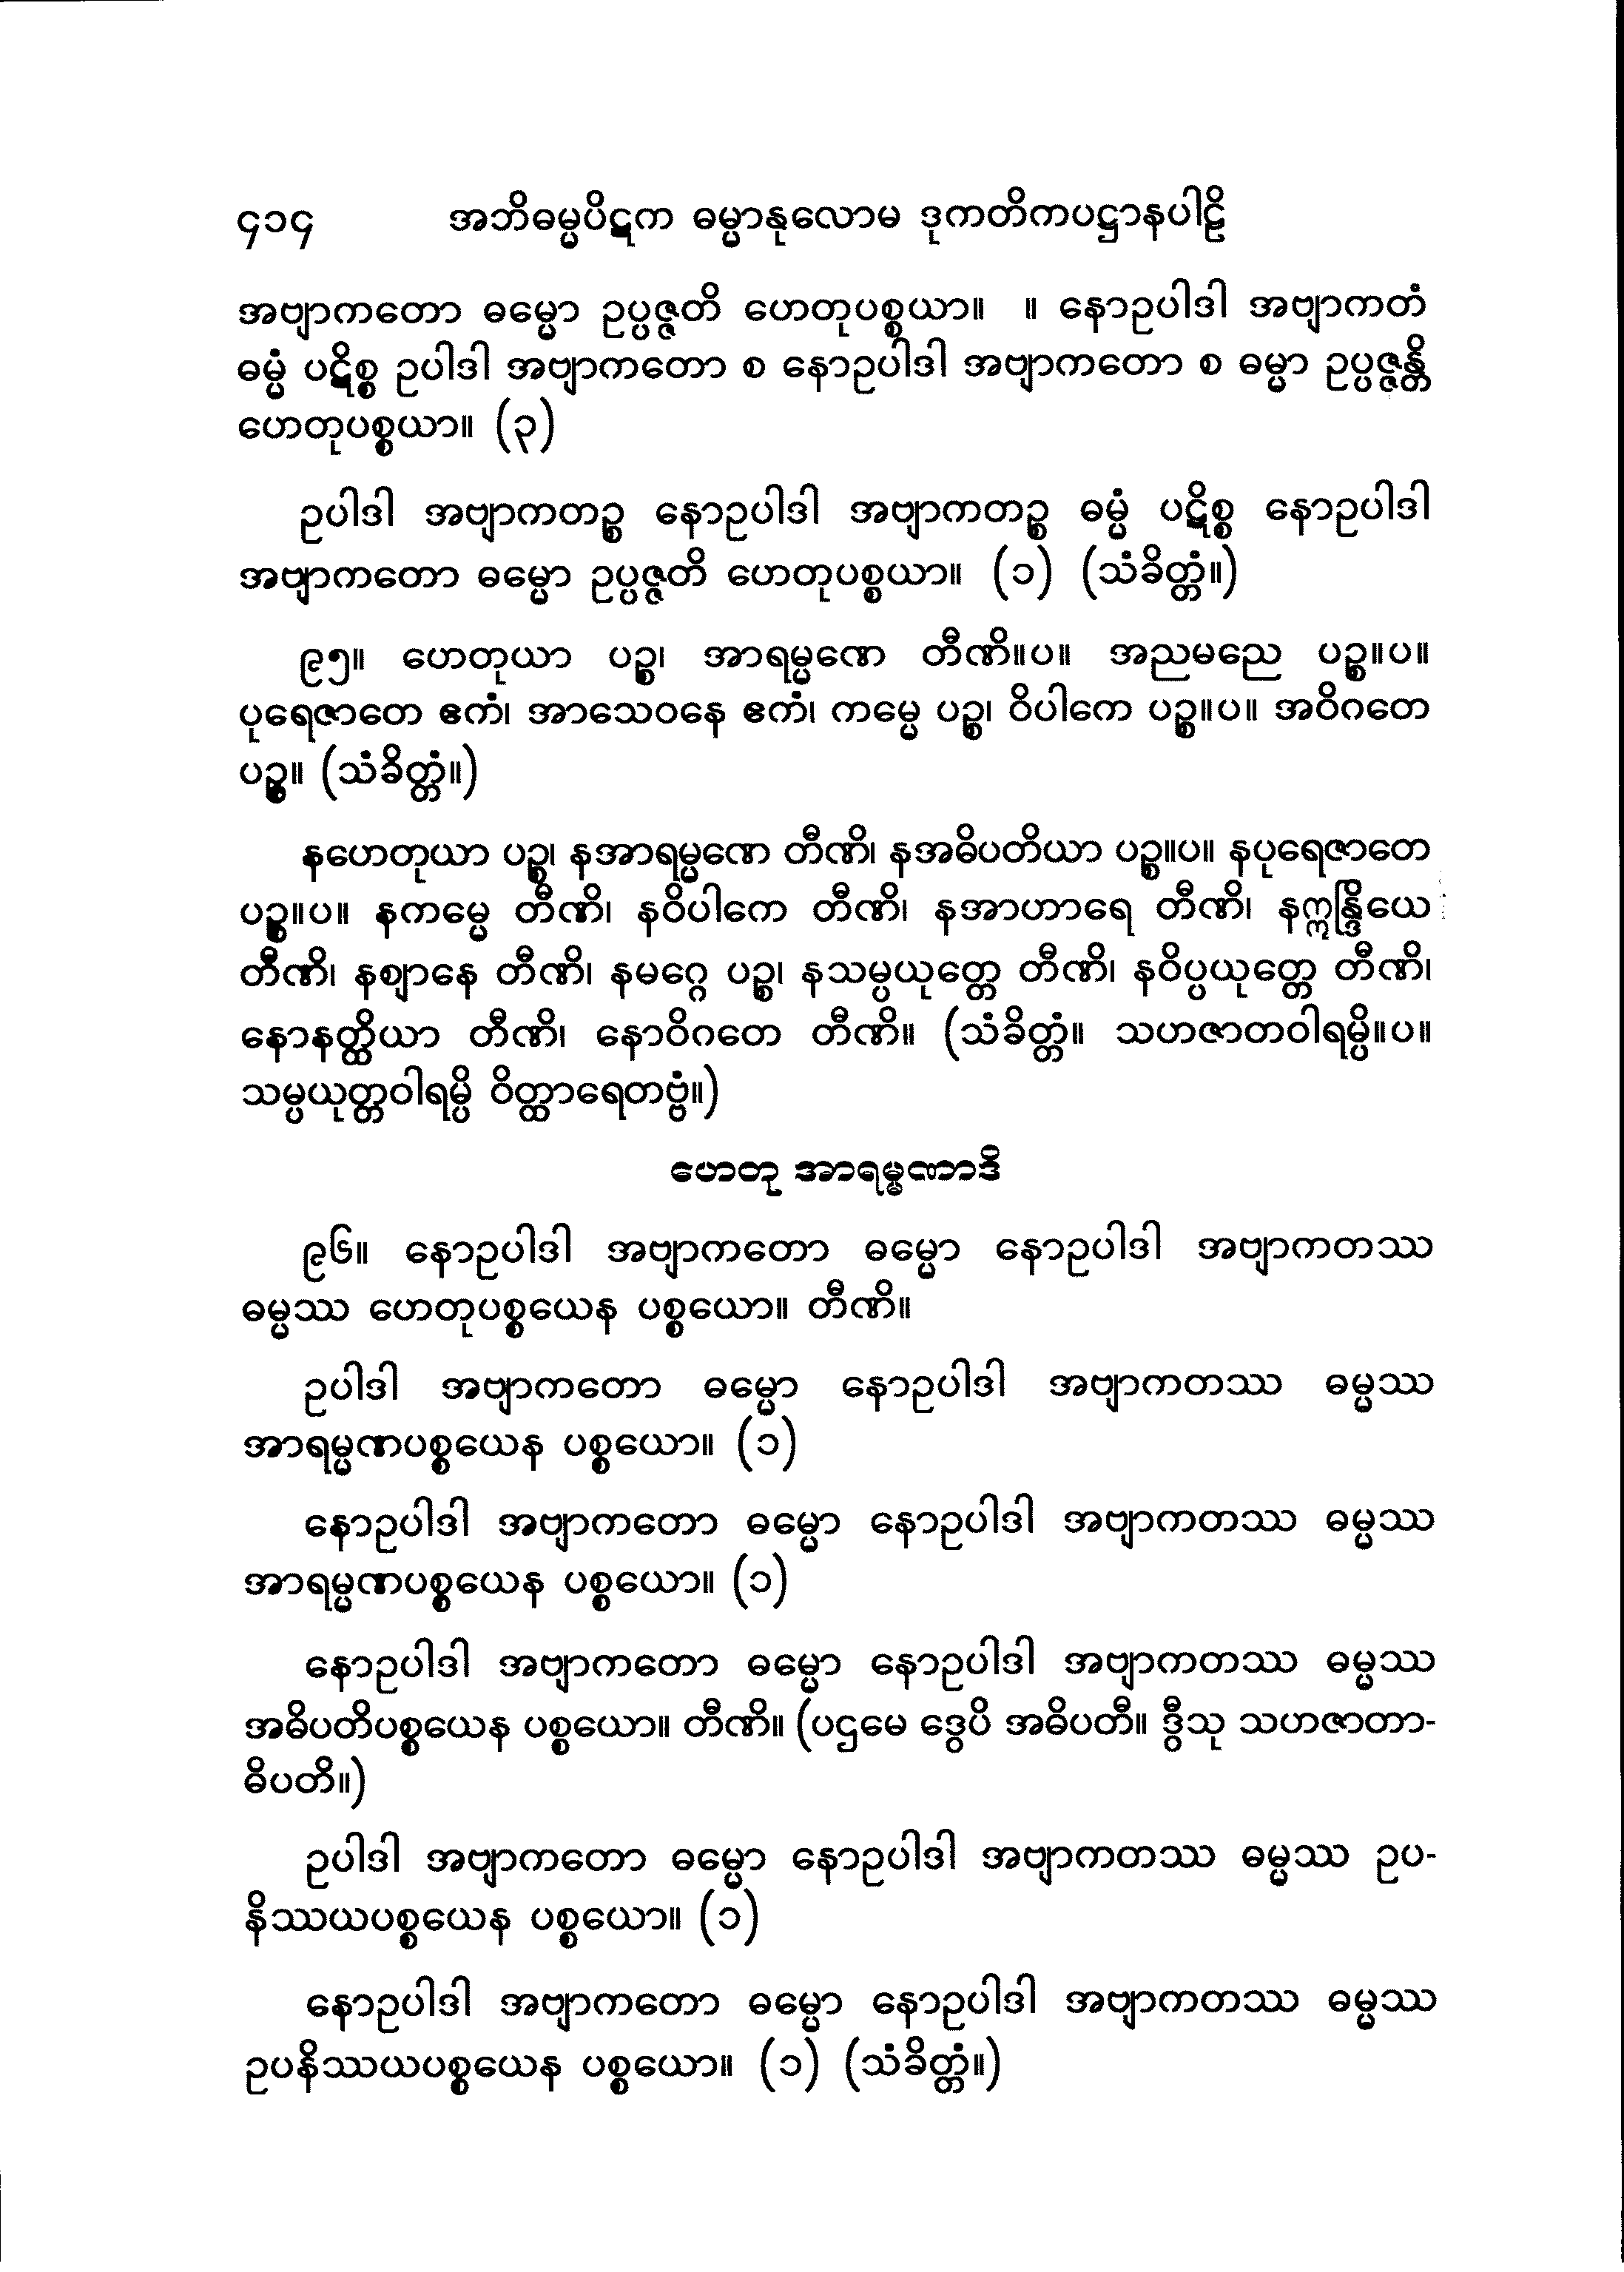 ၄၁၄ အဘိဓမ္မပိဋက ဓမ္မာနုလောမ ဒုကတိကပဋ္ဌာနပါဠိ
အဗျာကတော ဓမ္မော ဥပ္ပဇ္ဇတိ ဟေတုပစ္စယာ။ ။ နောဥပါဒါ အဗျာကတံ
ဓမ္မံ ပဋိစ္စ ဥပါဒါ အဗျာကတော စ နောဥပါဒါ အဗျာကတော စ ဓမ္မာ ဥပ္ပဇ္ဇန္တိ
ဟေတုပစ္စယာ။ (၃)
ဥပါဒါ အဗျာကတဉ္စ နောဥပါဒါ အဗျာကတဉ္စ ဓမ္မံ ပဋိစ္စ နောဥပါဒါ
အဗျာကတော ဓမ္မော ဥပ္ပဇ္ဇတိ ဟေတုပစ္စယာ။ (၁) (သံခိတ္တံ။)
၉၅။ ဟေတုယာ ပဉ္စ၊ အာရမ္မဏေ တီဏိ။ပ။ အညမညေ ပဉ္စ။ပ။
ပုရေဇာတေ ဧကံ၊ အာသေဝနေ ဧကံ၊ ကမ္မေ ပဉ္စ၊ ဝိပါကေ ပဉ္စ။ပ။ အဝိဂတေ
ပဉ္စ။ (သံခိတ္တံ။)
နဟေတုယာ ပဉ္စ၊ နအာရမ္မဏေ တီဏိ၊ နအဓိပတိယာ ပဉ္စ။ပ။ နပုရေဇာတေ
ပဉ္စ။ပ။ နကမ္မေ တီဏိ၊ နဝိပါကေ တီဏိ၊ နအာဟာရေ တီဏိ၊ နဣန္ဒြိယေ
တီဏိ၊ နဈာနေ တီဏိ၊ နမဂ္ဂေ ပဉ္စ၊ နသမ္ပယုတ္တေ တီဏိ၊ နဝိပ္ပယုတ္တေ တီဏိ၊
နောနတ္ထိယာ တီဏိ၊ နောဝိဂတေ တီဏိ။ (သံခိတ္တံ။ သဟဇာတဝါရမ္ပိ။ပ။
သမ္ပယုတ္တဝါရမ္ပိ ဝိတ္ထာရေတဗ္ဗံ။)
ဟေတု အာရမ္မဏာဒိ
၉၆။ နောဥပါဒါ အဗျာကတော ဓမ္မော နောဥပါဒါ အဗျာကတဿ
ဓမ္မဿ ဟေတုပစ္စယေန ပစ္စယော။ တီဏိ။
ဥပါဒါ အဗျာကတော ဓမ္မော နောဥပါဒါ အဗျာကတဿ ဓမ္မဿ
အာရမ္မဏပစ္စယေန ပစ္စယော။ (၁)
နောဥပါဒါ အဗျာကတော ဓမ္မော နောဥပါဒါ အဗျာကတဿ ဓမ္မဿ
အာရမ္မဏပစ္စယေန ပစ္စယော။ (၁)
နောဥပါဒါ အဗျာကတော ဓမ္မော နောဥပါဒါ အဗျာကတဿ ဓမ္မဿ
အဓိပတိပစ္စယေန ပစ္စယော။ တီဏိ။ (ပဌမေ ဒွေပိ အဓိပတီ။ ဒွီသု သဟဇာတာ-
ဓိပတိ။)
ဥပါဒါ အဗျာကတော ဓမ္မော နောဥပါဒါ အဗျာကတဿ ဓမ္မဿ ဥပ-
နိဿယပစ္စယေန ပစ္စယော။ (၁)
နောဥပါဒါ အဗျာကတော ဓမ္မော နောဥပါဒါ အဗျာကတဿ ဓမ္မဿ
ဥပနိဿယပစ္စယေန ပစ္စယော။ (၁) (သံခိတ္တံ။)